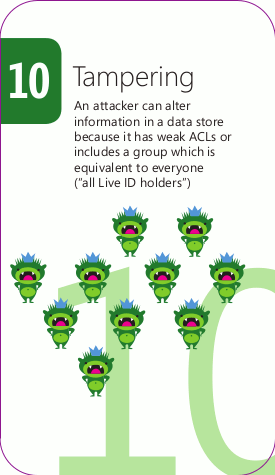 10
Tampering
An attacker can alter
information in a data store
because it has weak ACLs or
includes a group which is
equivalent to everyone
(“all Live ID holders”)
10